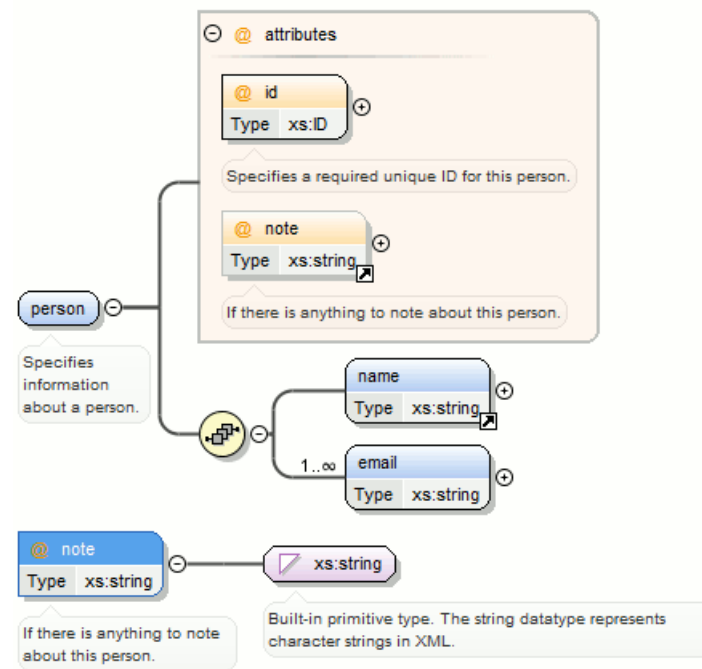 @ attributes
@ id
Type xs:ID
Specifies a required unique ID for this person.
@ note
Type xs:string
If there is anything to note about this person.
person
Specifies
information
about a person.
name
Type xs:string
1..∞
email
Type xs:string
@ note
Type xs:string
If there is anything to note
about this person.
xs:string
Built-in primitive type. The string datatype represents
character strings in XML.